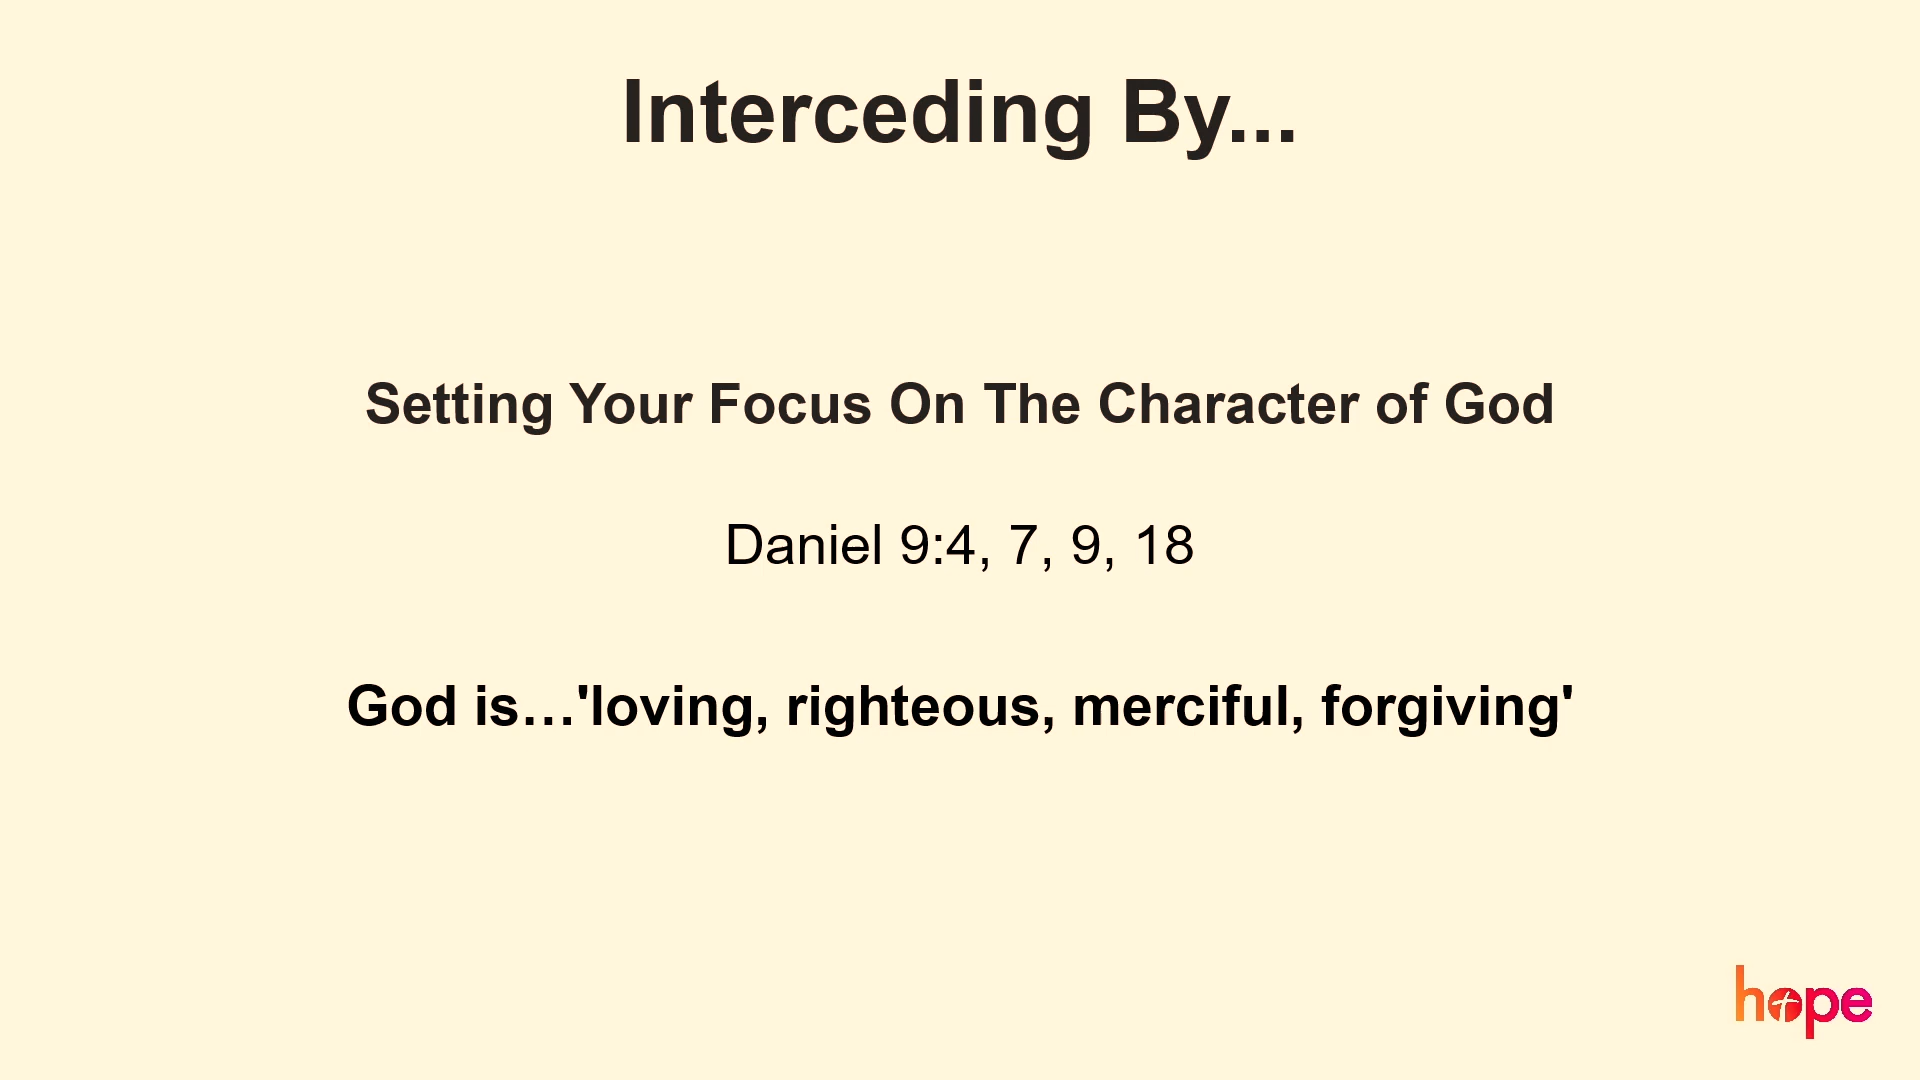 Interceding By...
Setting Your Focus On The Character of God
Daniel 9:4, 7, 9, 18
God is…'loving, righteous, merciful, forgiving'
hope